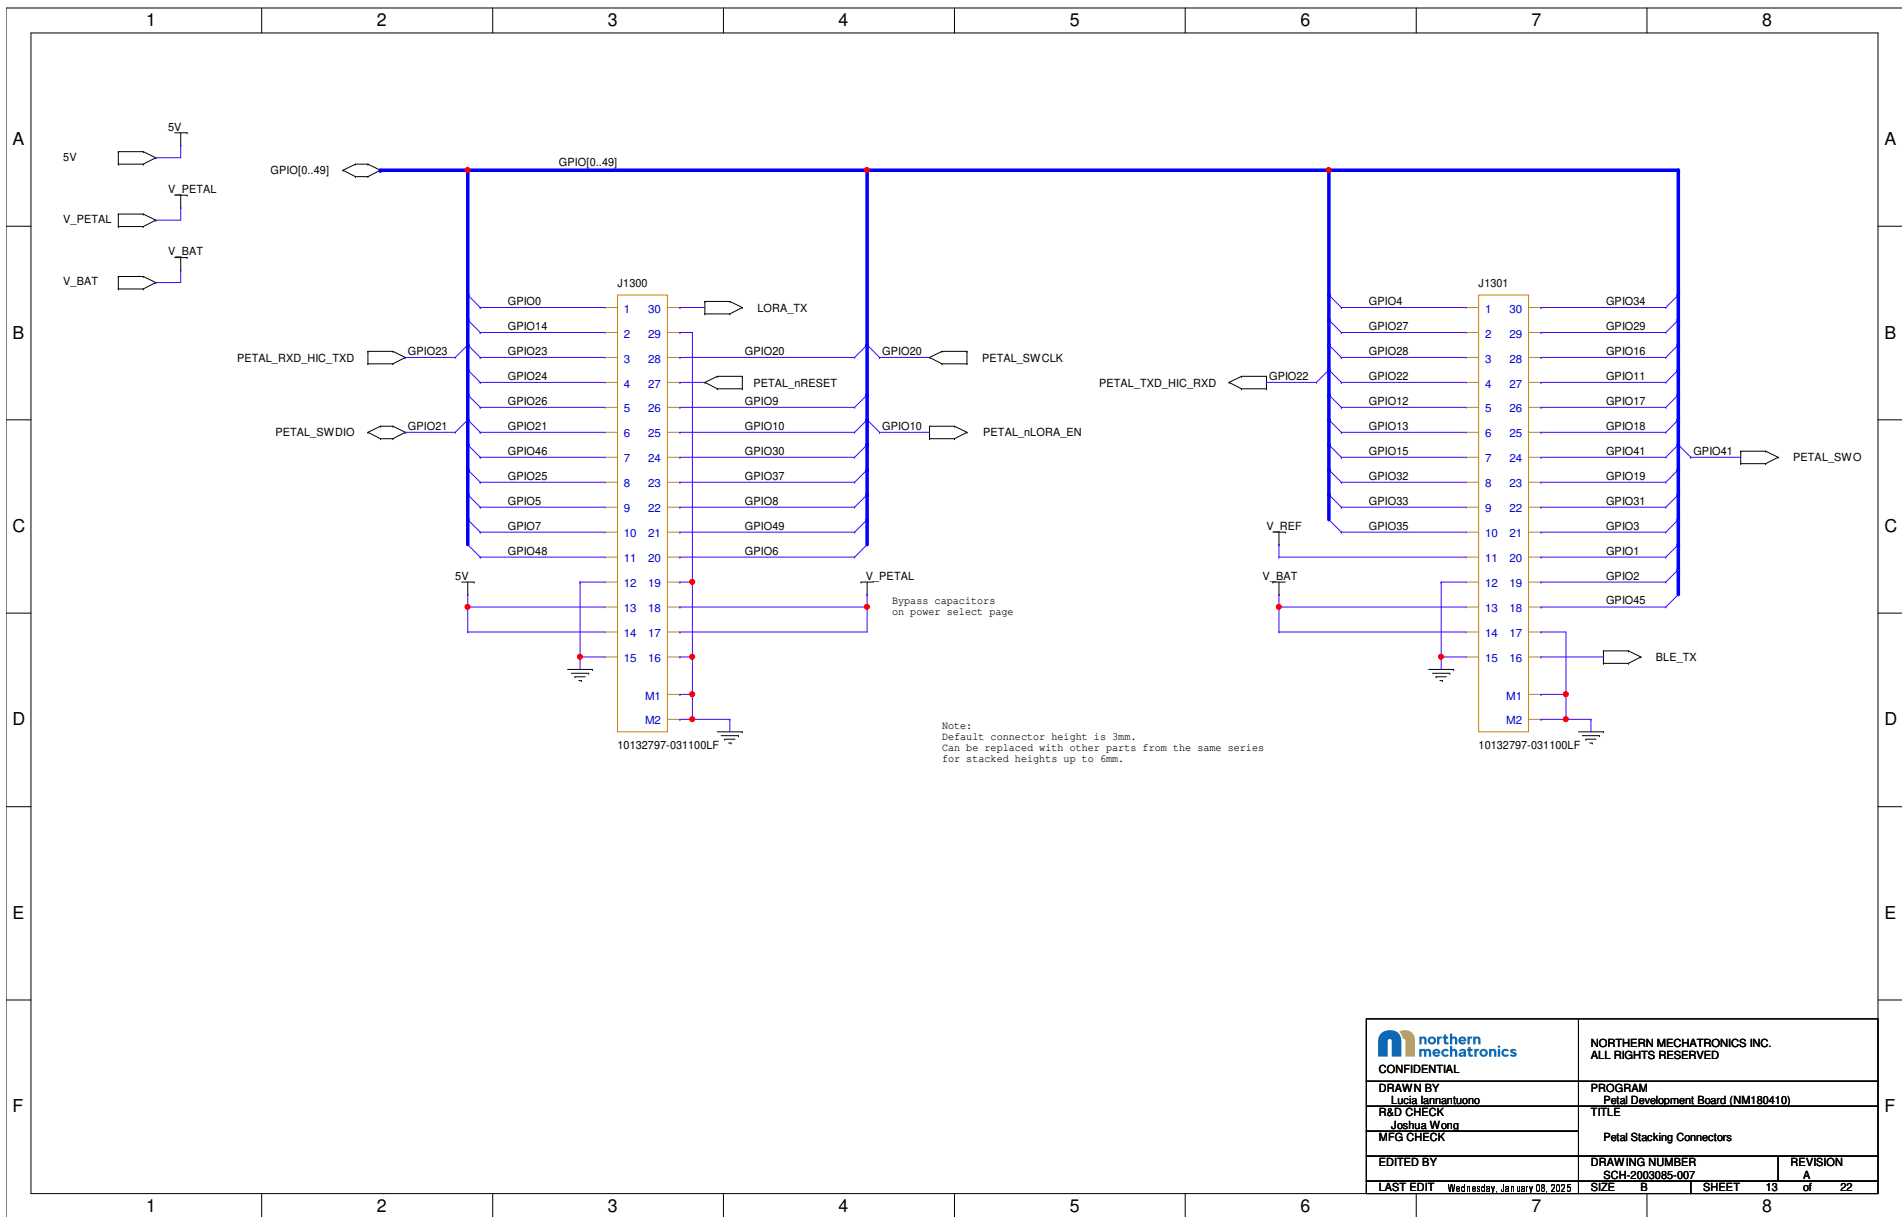 1 2 3 4 5 6 7 8
A A
5V
5V
GPIO[0..49]
GPIO[0..49]
V_PETAL
V_PETAL
V_BAT
V_BAT
B B
J1300
GPIO0 1 30 LORA_TX
GPIO14 2 29
PETAL_RXD_HIC_TXD GPIO23 GPIO23 3 28 GPIO20 GPIO20 PETAL_SWCLK
GPIO24 4 27 PETAL_nRESET
GPIO26 5 26 GPIO9
PETAL_SWDIO GPIO21 GPIO21 6 25 GPIO10 GPIO10 PETAL_nLORA_EN
GPIO46 7 24 GPIO30
GPIO25 8 23 GPIO37
GPIO5 9 22 GPIO8
GPIO7 10 21 GPIO49
GPIO48 11 20 GPIO6
5V 12 19 V_PETAL
13 18
14 17
15 16
M1
M2
10132797-031100LF
Bypass capacitors
on power select page
J1301
GPIO4 1 30 GPIO34
GPIO27 2 29 GPIO29
GPIO28 3 28 GPIO16
PETAL_TXD_HIC_RXD GPIO22 GPIO22 4 27 GPIO11
GPIO12 5 26 GPIO17
GPIO13 6 25 GPIO18
GPIO15 7 24 GPIO41 GPIO41 PETAL_SWO
GPIO32 8 23 GPIO19
GPIO33 9 22 GPIO31
GPIO35 10 21 GPIO3
V_REF 11 20 GPIO1
V_BAT 12 19 GPIO2
13 18 GPIO45
14 17
15 16 BLE_TX
M1
M2
10132797-031100LF
C C
D D
Note:
Default connector height is 3mm.
Can be replaced with other parts from the same series
for stacked heights up to 6mm.
E E
F F
northern
mechatronics
CONFIDENTIAL
NORTHERN MECHATRONICS INC.
ALL RIGHTS RESERVED
DRAWN BY
Lucia Iannantuono
PROGRAM
Petal Development Board (NM180410)
R&D CHECK
Joshua Wong
TITLE
Petal Stacking Connectors
MFG CHECK
EDITED BY
DRAWING NUMBER
SCH-2003085-007
REVISION
A
LAST EDIT Wednesday, January 08, 2025
SIZE B SHEET 13 of 22
1 2 3 4 5 6 7 8